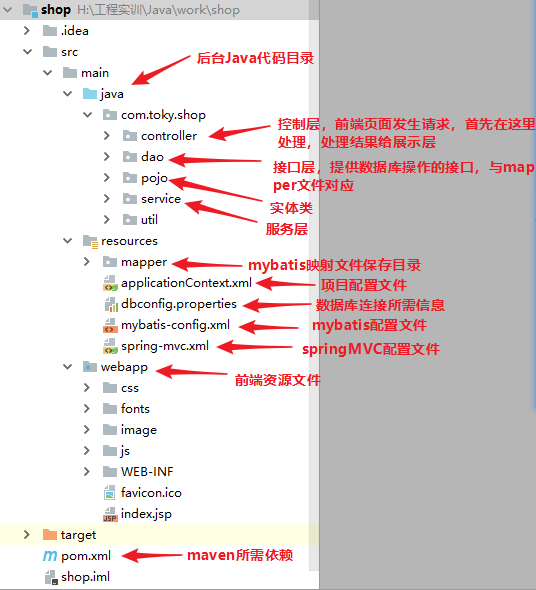 shop H:\工程实训\Java\work\shop
.idea
src
后台Java代码目录
main
java
com.toky.shop
controller
控制层，前端页面发生请求，首先在这里
处理，处理结果给展示层
dao
接口层，提供数据库操作的接口，与map
per文件对应
pojo
实体类
service
服务层
util
resources
mapper
mybatis映射文件保存目录
applicationContext.xml
项目配置文件
dbconfig.properties
数据库连接所需信息
mybatis-config.xml
mybatis配置文件
spring-mvc.xml
springMVC配置文件
webapp
前端资源文件
css
fonts
image
js
WEB-INF
favicon.ico
JSP index.jsp
target
m pom.xml
maven所需依赖
shop.iml